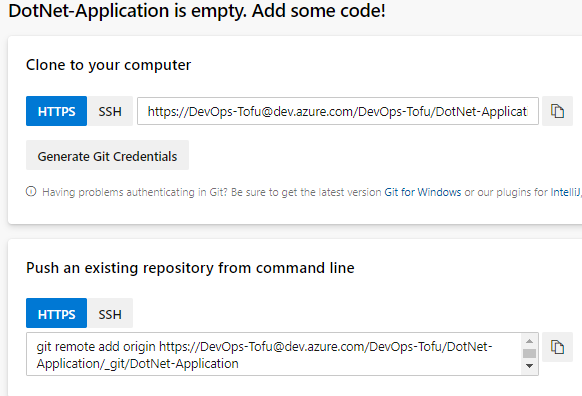 DotNet-Application is empty. Add some code!
Clone to your computer
HTTPS SSH https://DevOps-Tofu@dev.azure.com/DevOps-Tofu/DotNet-Applicat
Generate Git Credentials
Having problems authenticating in Git? Be sure to get the latest version Git for Windows or our plugins for IntelliJ,
Push an existing repository from command line
HTTPS SSH
git remote add origin https://DevOps-Tofu@dev.azure.com/DevOps-Tofu/DotNet-
Application/_git/DotNet-Application